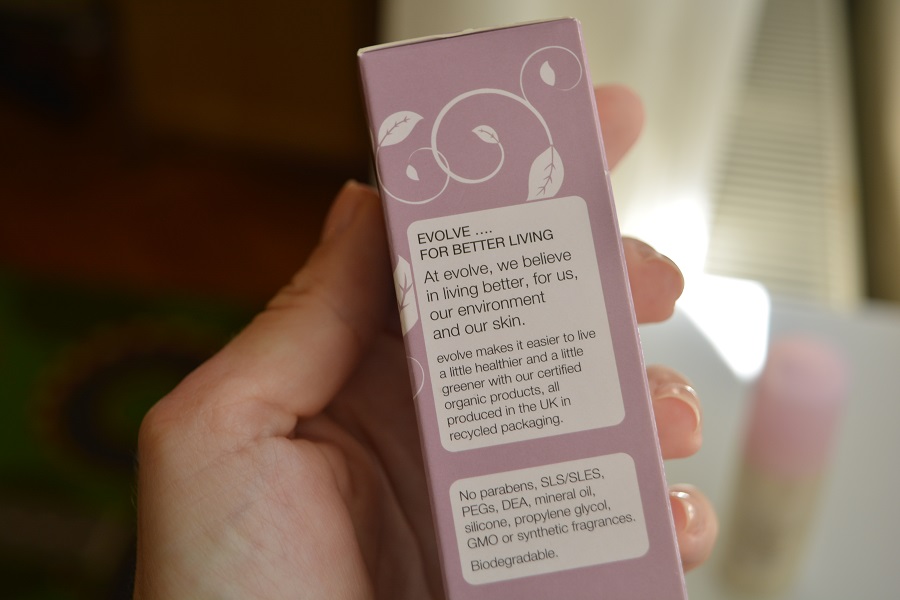 EVOLVE ....
FOR BETTER LIVING
At evolve, we believe
in living better, for us,
our environment
and our skin.
evolve makes it easier to live
a little healthier and a little
greener with our certified
organic products, all
produced in the UK in
recycled packaging.
No parabens, SLS/SLES,
PEGs, DEA, mineral oil,
silicone, propylene glycol,
GMO or synthetic fragrances.
Biodegradable.